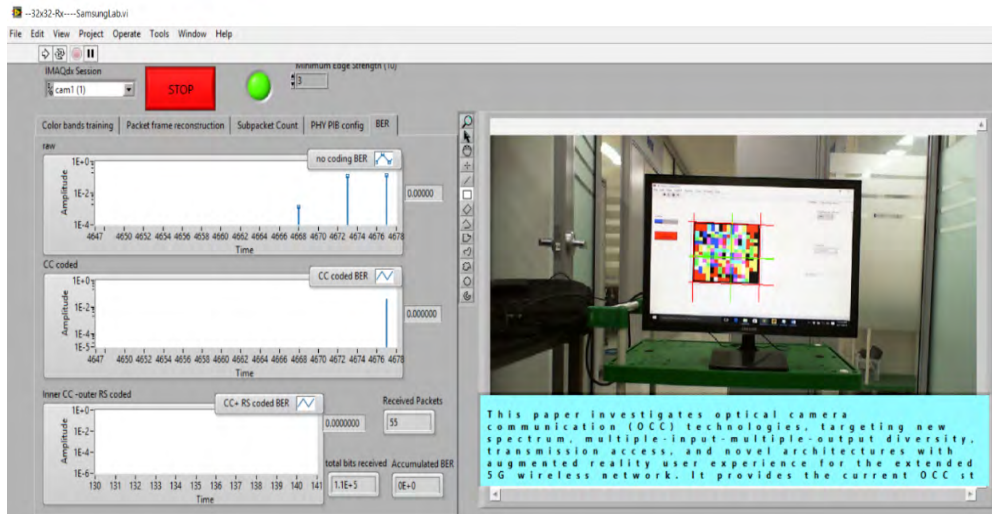 --32x32-Rx----SamsungLab.vi
File Edit View Project Operate Tools Window Help
IMAQdx Session
Minimum Edge Strength (10)
cam1 (1)
STOP
3
Color bands training
Packet frame reconstruction
Subpacket Count
PHY PIB config
BER
raw
no coding BER
1E+0
1E-2
1E-4
Amplitude
0.00000
4647 4650 4652 4654 4656 4658 4660 4662 4664 4666 4668 4670 4672 4674 4676 4678
Time
CC coded
CC coded BER
1E+0
1E-2
1E-4
1E-5
Amplitude
0.000000
4647 4650 4652 4654 4656 4658 4660 4662 4664 4666 4668 4670 4672 4674 4676 4678
Time
Inner CC -outer RS coded
CC+ RS coded BER
1E+0
1E-2
1E-4
1E-6
Amplitude
0.0000000
130 131 132 133 134 135 136 137 138 139 140 141
Time
Received Packets
55
total bits received
1.1E+5
Accumulated BER
0E+0
This paper investigates optical camera
communication (OCC) technologies, targeting new
spectrum, multiple-input-multiple-output diversity,
transmission access, and novel architectures with
augmented reality user experience for the extended
5G wireless network. It provides the current OCC st